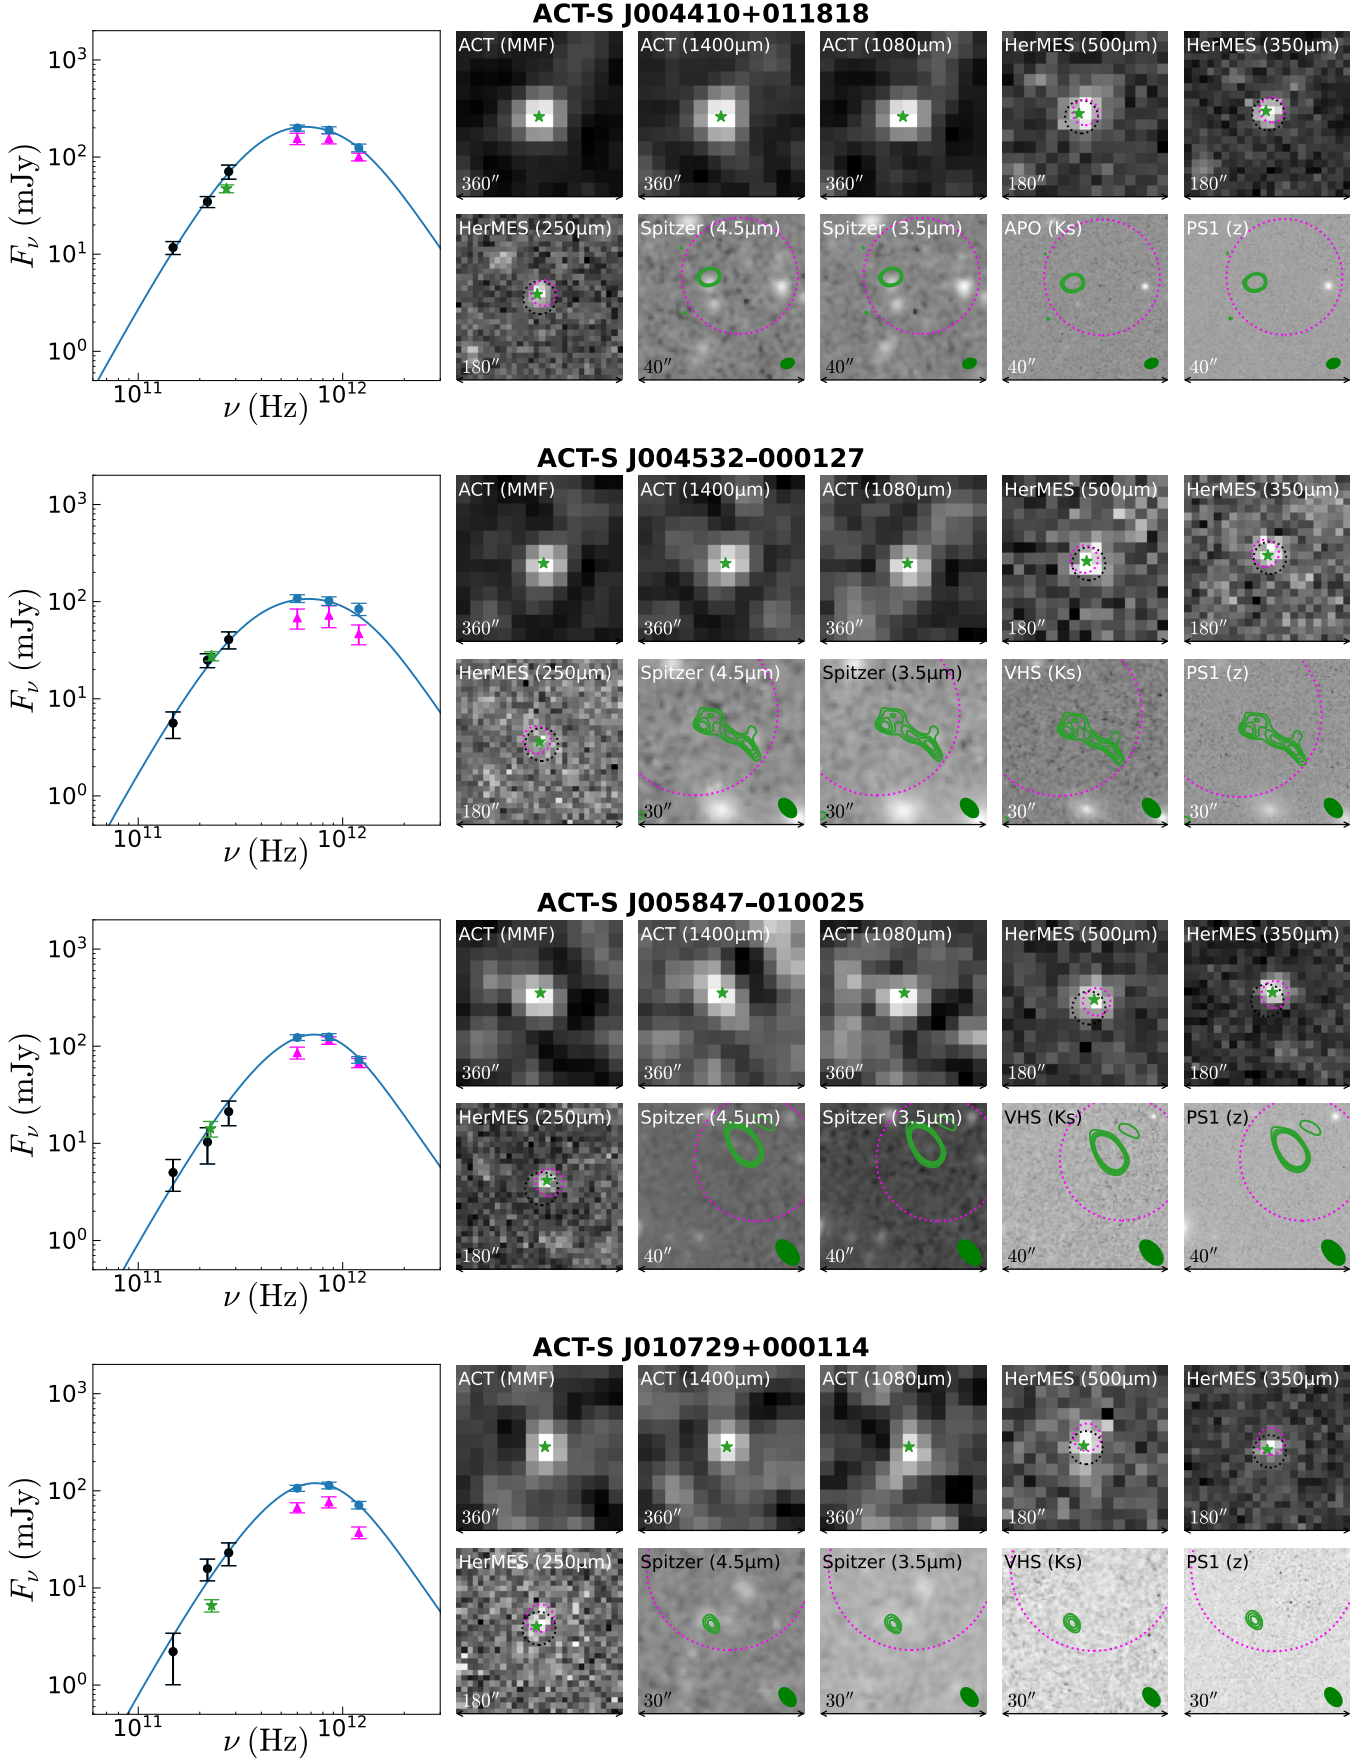 ACT-S J004410+011818
10³
10²
10¹
10⁰
F_ν (mJy)
10¹¹ 10¹²
ν (Hz)
ACT (MMF) ACT (1400μm) ACT (1080μm) HerMES (500μm) HerMES (350μm)
360″ 360″ 360″ 180″ 180″
HerMES (250μm) Spitzer (4.5μm) Spitzer (3.5μm) APO (Ks) PS1 (z)
180″ 40″ 40″ 40″ 40″
ACT-S J004532–000127
10³
10²
10¹
10⁰
F_ν (mJy)
10¹¹ 10¹²
ν (Hz)
ACT (MMF) ACT (1400μm) ACT (1080μm) HerMES (500μm) HerMES (350μm)
360″ 360″ 360″ 180″ 180″
HerMES (250μm) Spitzer (4.5μm) Spitzer (3.5μm) VHS (Ks) PS1 (z)
180″ 30″ 30″ 30″ 30″
ACT-S J005847–010025
10³
10²
10¹
10⁰
F_ν (mJy)
10¹¹ 10¹²
ν (Hz)
ACT (MMF) ACT (1400μm) ACT (1080μm) HerMES (500μm) HerMES (350μm)
360″ 360″ 360″ 180″ 180″
HerMES (250μm) Spitzer (4.5μm) Spitzer (3.5μm) VHS (Ks) PS1 (z)
180″ 40″ 40″ 40″ 40″
ACT-S J010729+000114
10³
10²
10¹
10⁰
F_ν (mJy)
10¹¹ 10¹²
ν (Hz)
ACT (MMF) ACT (1400μm) ACT (1080μm) HerMES (500μm) HerMES (350μm)
360″ 360″ 360″ 180″ 180″
HerMES (250μm) Spitzer (4.5μm) Spitzer (3.5μm) VHS (Ks) PS1 (z)
180″ 30″ 30″ 30″ 30″